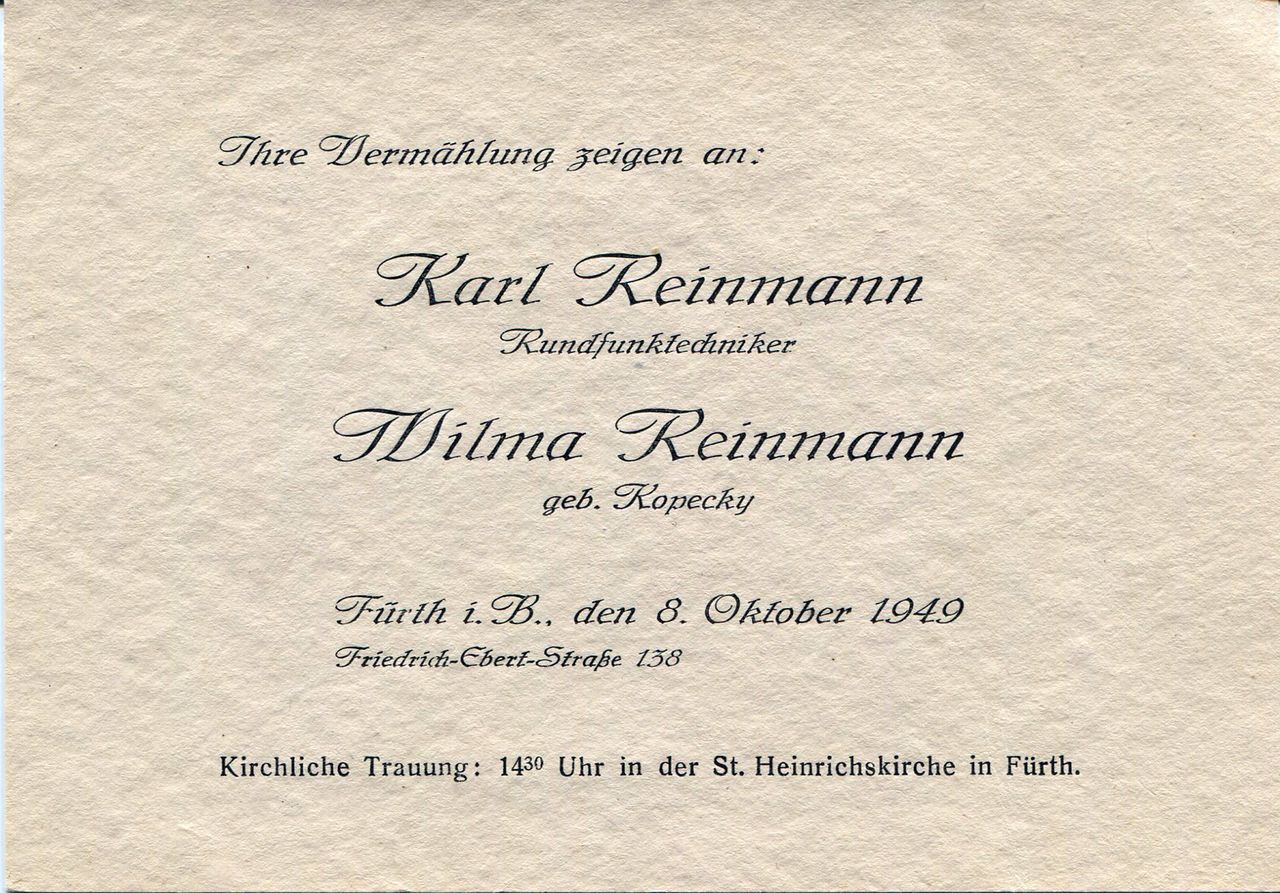 Ihre Vermählung zeigen an:
Karl Reinmann
Rundfunktechniker
Wilma Reinmann
geb. Kopecky
Fürth i. B., den 8. Oktober 1949
Friedrich-Ebert-Straße 138
Kirchliche Trauung: 14³⁰ Uhr in der St. Heinrichskirche in Fürth.